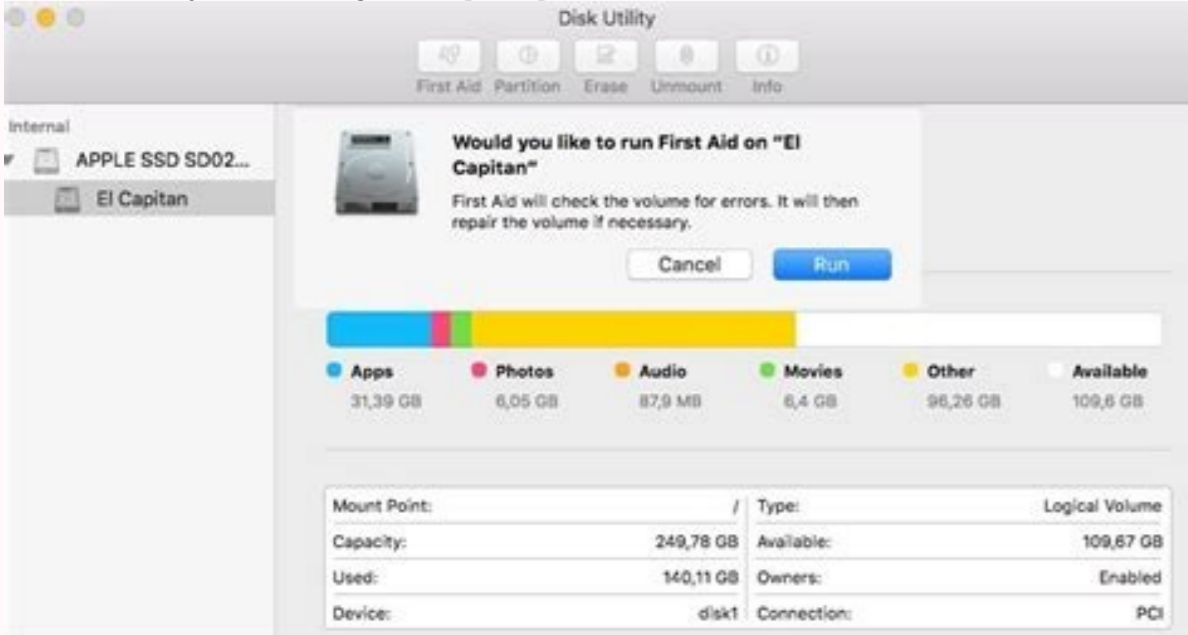 Disk Utility
First Aid Partition Erase Unmount Info
Internal
APPLE SSD SD02...
El Capitan
Would you like to run First Aid on "El
Capitan"
First Aid will check the volume for errors. It will then
repair the volume if necessary.
Cancel Run
Apps Photos Audio Movies Other Available
31,39 GB 6,05 GB 87,9 MB 6,4 GB 96,26 GB 109,6 GB
Mount Point: / Type: Logical Volume
Capacity: 249,78 GB Available: 109,67 GB
Used: 140,11 GB Owners: Enabled
Device: disk1 Connection: PCI